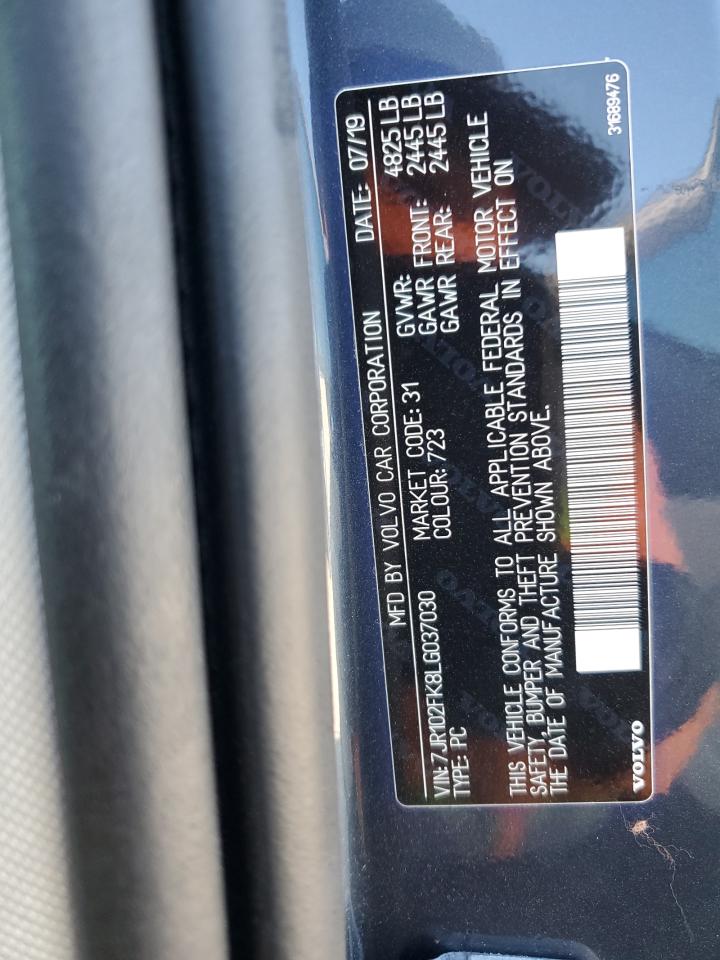 MFD BY VOLVO CAR CORPORATION DATE: 07/19
VIN:7JR102FK8LG037030 MARKET CODE: 31 GVWR: 4825 LB
TYPE: PC COLOUR: 723 GAWR FRONT: 2445 LB
GAWR REAR: 2445 LB
THIS VEHICLE CONFORMS TO ALL APPLICABLE FEDERAL MOTOR VEHICLE
SAFETY, BUMPER AND THEFT PREVENTION STANDARDS IN EFFECT ON
THE DATE OF MANUFACTURE SHOWN ABOVE.
VOLVO
31689476